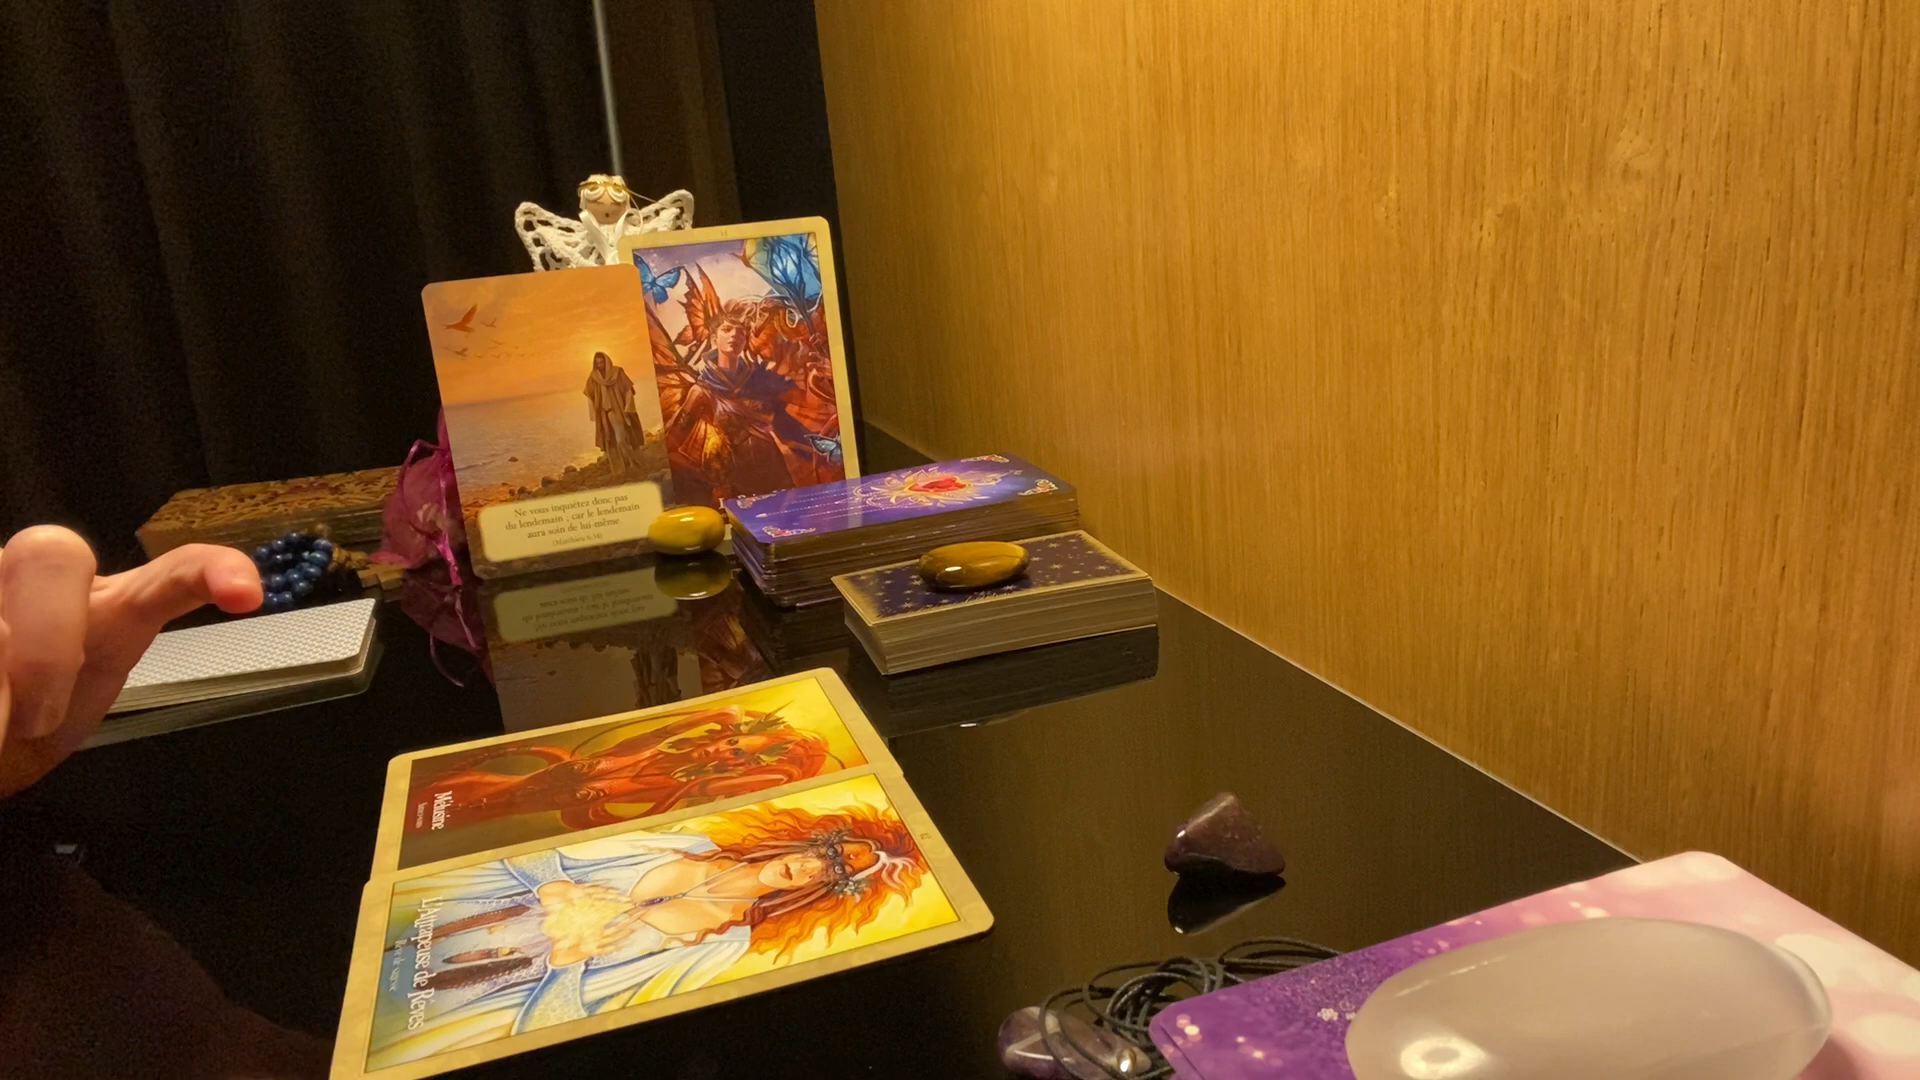 Ne vous inquiétez donc pas
du lendemain ; car le lendemain
aura soin de lui-même.
(Matthieu 6.34)
Mélusine
L'Attrapeuse de Rêves